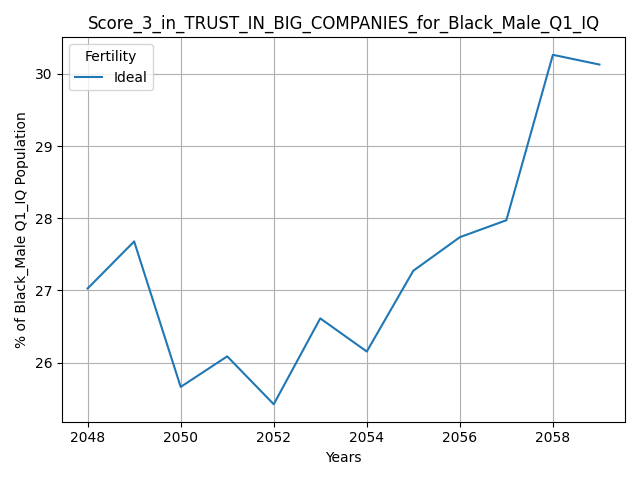 Score_3_in_TRUST_IN_BIG_COMPANIES_for_Black_Male_Q1_IQ
Fertility
Ideal
% of Black_Male Q1_IQ Population
30
29
28
27
26
2048 2050 2052 2054 2056 2058
Years